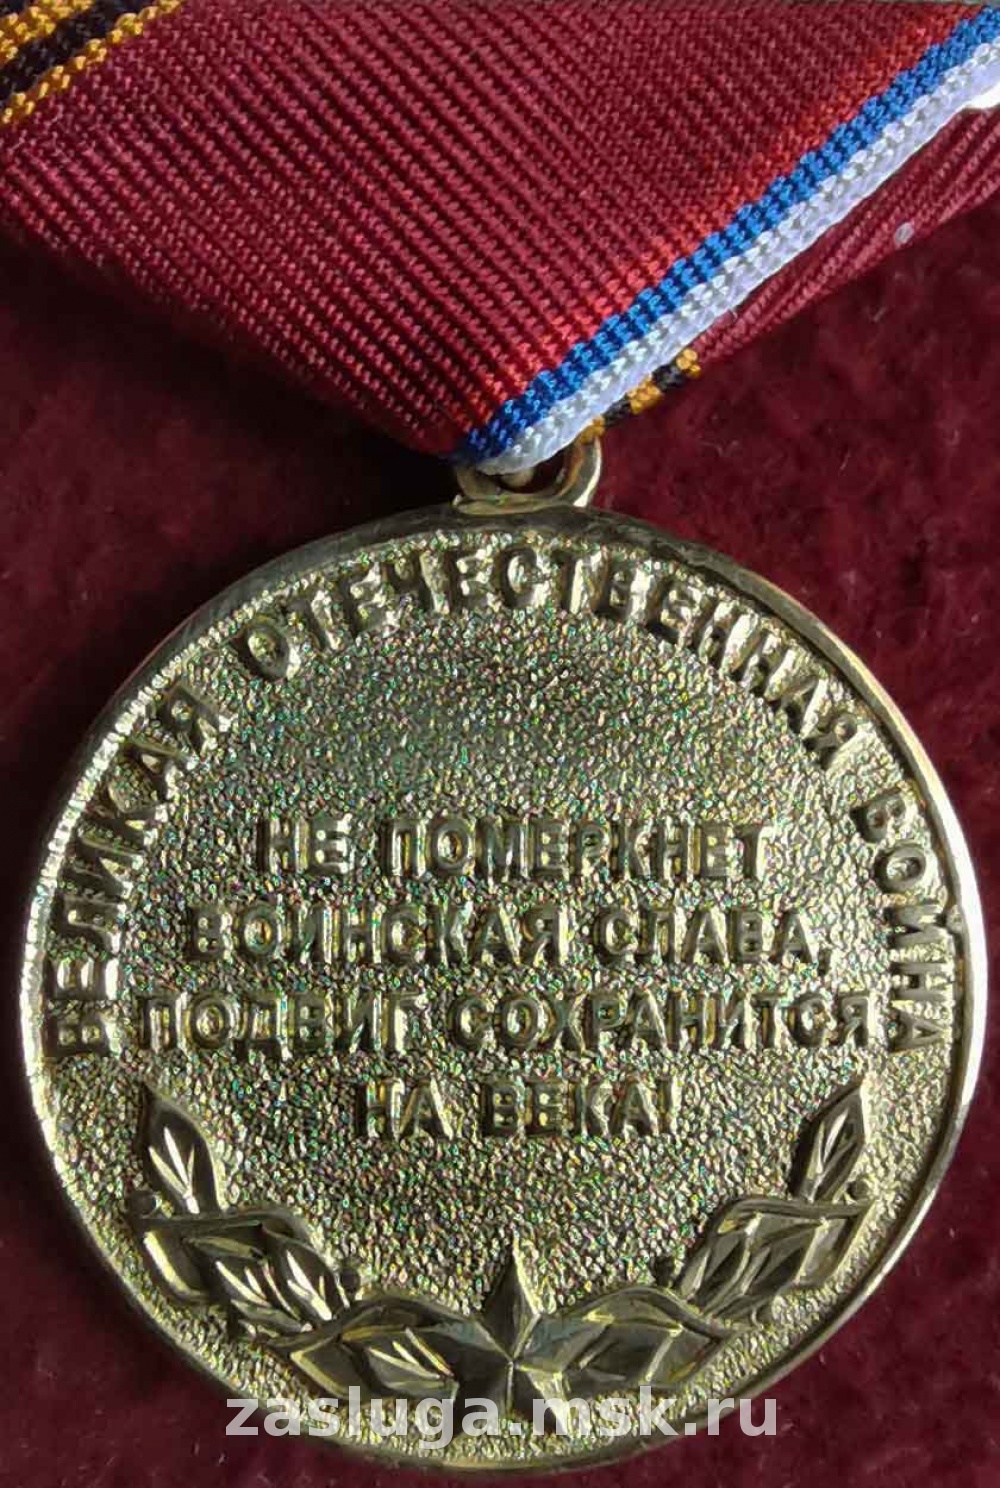 ВЕЛИКАЯ ОТЕЧЕСТВЕННАЯ ВОЙНА
НЕ ПОМЕРКНЕТ
ВОИНСКАЯ СЛАВА,
ПОДВИГ СОХРАНИТСЯ
НА ВЕКА!
zasluga.msk.ru